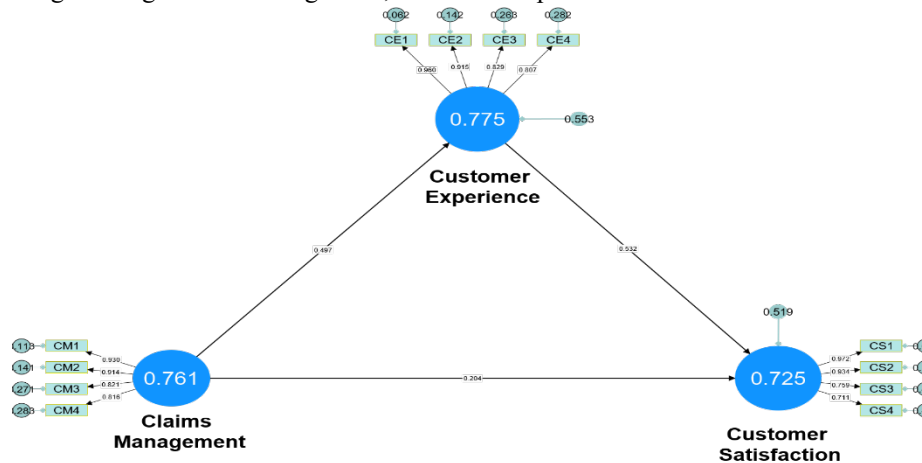 0.062 0.142 0.263 0.282
CE1 CE2 CE3 CE4
0.960 0.915 0.829 0.807
0.775
0.553
Customer
Experience
0.497
0.532
0.519
CM1
0.930
CM2
0.914
CM3
0.821
CM4
0.816
0.761
Claims
Management
0.204
0.725
Customer
Satisfaction
CS1
0.972
CS2
0.934
CS3
0.759
CS4
0.711